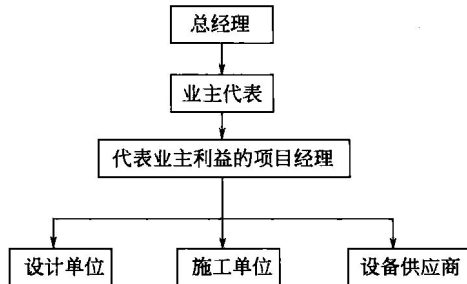 总经理
业主代表
代表业主利益的项目经理
设计单位
施工单位
设备供应商